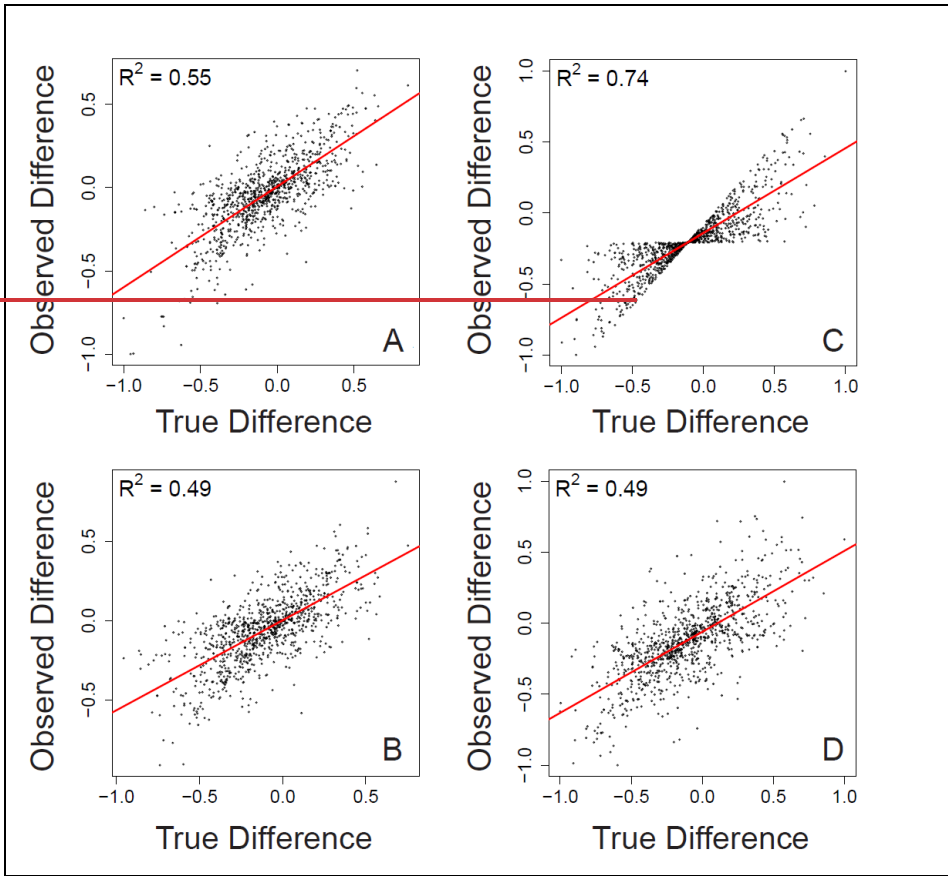 R² = 0.55
Observed Difference
0.5
0.0
−0.5
−1.0
A
−1.0 −0.5 0.0 0.5
True Difference
R² = 0.74
Observed Difference
1.0
0.5
0.0
−0.5
−1.0
C
−1.0 −0.5 0.0 0.5 1.0
True Difference
R² = 0.49
Observed Difference
0.5
0.0
−0.5
B
−1.0 −0.5 0.0 0.5
True Difference
R² = 0.49
Observed Difference
1.0
0.5
0.0
−0.5
−1.0
D
−1.0 −0.5 0.0 0.5 1.0
True Difference